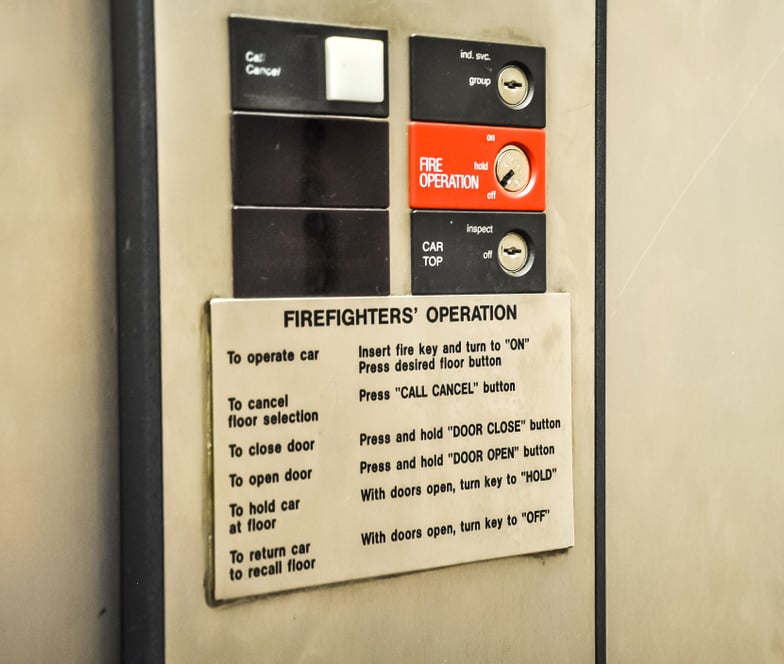 Call
Cancel
ind. svc.
group
on
FIRE
OPERATION
hold
off
inspect
CAR
TOP
off
FIREFIGHTERS' OPERATION
To operate car
Insert fire key and turn to "ON"
Press desired floor button
To cancel
floor selection
Press "CALL CANCEL" button
To close door
Press and hold "DOOR CLOSE" button
To open door
Press and hold "DOOR OPEN" button
To hold car
at floor
With doors open, turn key to "HOLD"
To return car
to recall floor
With doors open, turn key to "OFF"